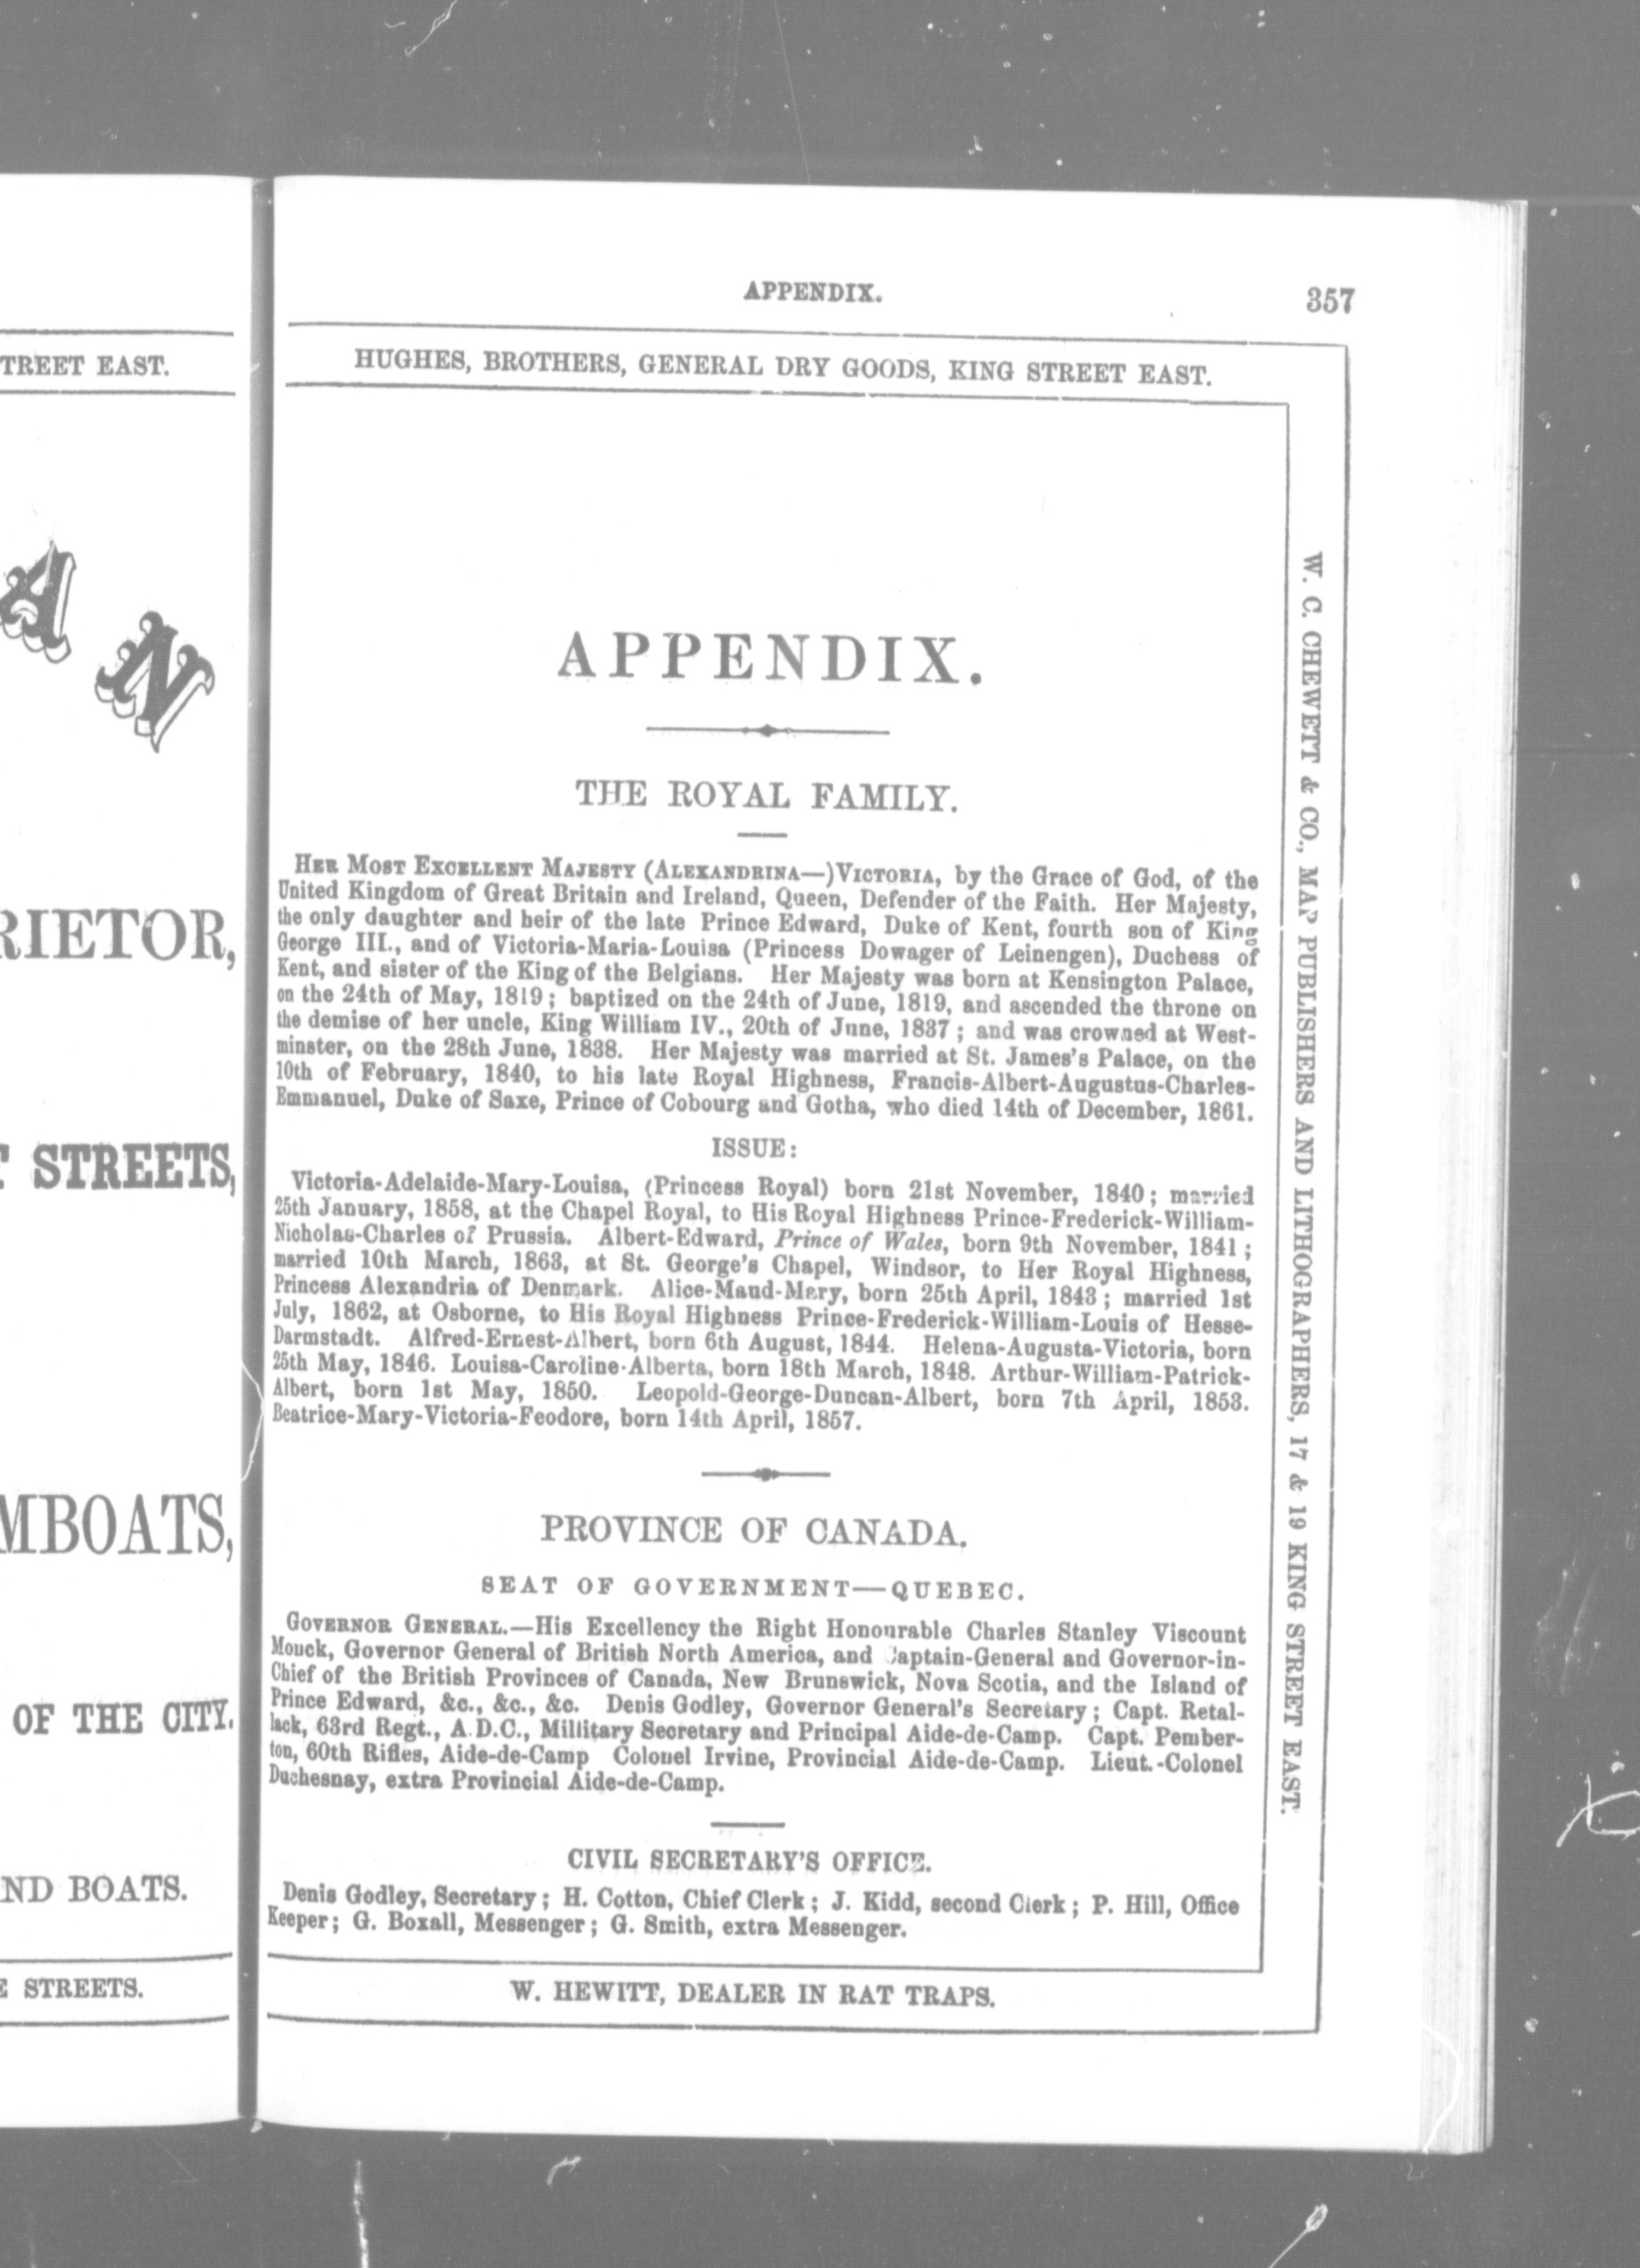 TREET EAST.
A
N
RIETOR,
STREETS,
MBOATS,
OF THE CITY.
ND BOATS.
E STREETS.
APPENDIX.
357
HUGHES, BROTHERS, GENERAL DRY GOODS, KING STREET EAST.
APPENDIX.
THE ROYAL FAMILY.
HER MOST EXCELLENT MAJESTY (ALEXANDRINA—)VICTORIA, by the Grace of God, of the
United Kingdom of Great Britain and Ireland, Queen, Defender of the Faith. Her Majesty,
the only daughter and heir of the late Prince Edward, Duke of Kent, fourth son of King
George III., and of Victoria-Maria-Louisa (Princess Dowager of Leinengen), Duchess of
Kent, and sister of the King of the Belgians. Her Majesty was born at Kensington Palace,
on the 24th of May, 1819; baptized on the 24th of June, 1819, and ascended the throne on
the demise of her uncle, King William IV., 20th of June, 1837; and was crowned at West-
minster, on the 28th June, 1838. Her Majesty was married at St. James's Palace, on the
10th of February, 1840, to his late Royal Highness, Francis-Albert-Augustus-Charles-
Emmanuel, Duke of Saxe, Prince of Cobourg and Gotha, who died 14th of December, 1861.
ISSUE:
Victoria-Adelaide-Mary-Louisa, (Princess Royal) born 21st November, 1840; married
25th January, 1858, at the Chapel Royal, to His Royal Highness Prince-Frederick-William-
Nicholas-Charles of Prussia. Albert-Edward, Prince of Wales, born 9th November, 1841;
married 10th March, 1863, at St. George's Chapel, Windsor, to Her Royal Highness,
Princess Alexandria of Denmark. Alice-Maud-Mary, born 25th April, 1843; married 1st
July, 1862, at Osborne, to His Royal Highness Prince-Frederick-William-Louis of Hesse-
Darmstadt. Alfred-Ernest-Albert, born 6th August, 1844. Helena-Augusta-Victoria, born
25th May, 1846. Louisa-Caroline-Alberta, born 18th March, 1848. Arthur-William-Patrick-
Albert, born 1st May, 1850. Leopold-George-Duncan-Albert, born 7th April, 1853.
Beatrice-Mary-Victoria-Feodore, born 14th April, 1857.
PROVINCE OF CANADA.
SEAT OF GOVERNMENT—QUEBEC.
GOVERNOR GENERAL.—His Excellency the Right Honourable Charles Stanley Viscount
Monck, Governor General of British North America, and Captain-General and Governor-in-
Chief of the British Provinces of Canada, New Brunswick, Nova Scotia, and the Island of
Prince Edward, &c., &c., &c. Denis Godley, Governor General's Secretary; Capt. Retal-
lack, 63rd Regt., A.D.C., Millitary Secretary and Principal Aide-de-Camp. Capt. Pember-
ton, 60th Rifles, Aide-de-Camp Colonel Irvine, Provincial Aide-de-Camp. Lieut.-Colonel
Duchesnay, extra Provincial Aide-de-Camp.
CIVIL SECRETARY'S OFFICE.
Denis Godley, Secretary; H. Cotton, Chief Clerk; J. Kidd, second Clerk; P. Hill, Office
Keeper; G. Boxall, Messenger; G. Smith, extra Messenger.
W. HEWITT, DEALER IN RAT TRAPS.
W. C. CHEWETT & CO., MAP PUBLISHERS AND LITHOGRAPHERS, 17 & 19 KING STREET EAST.